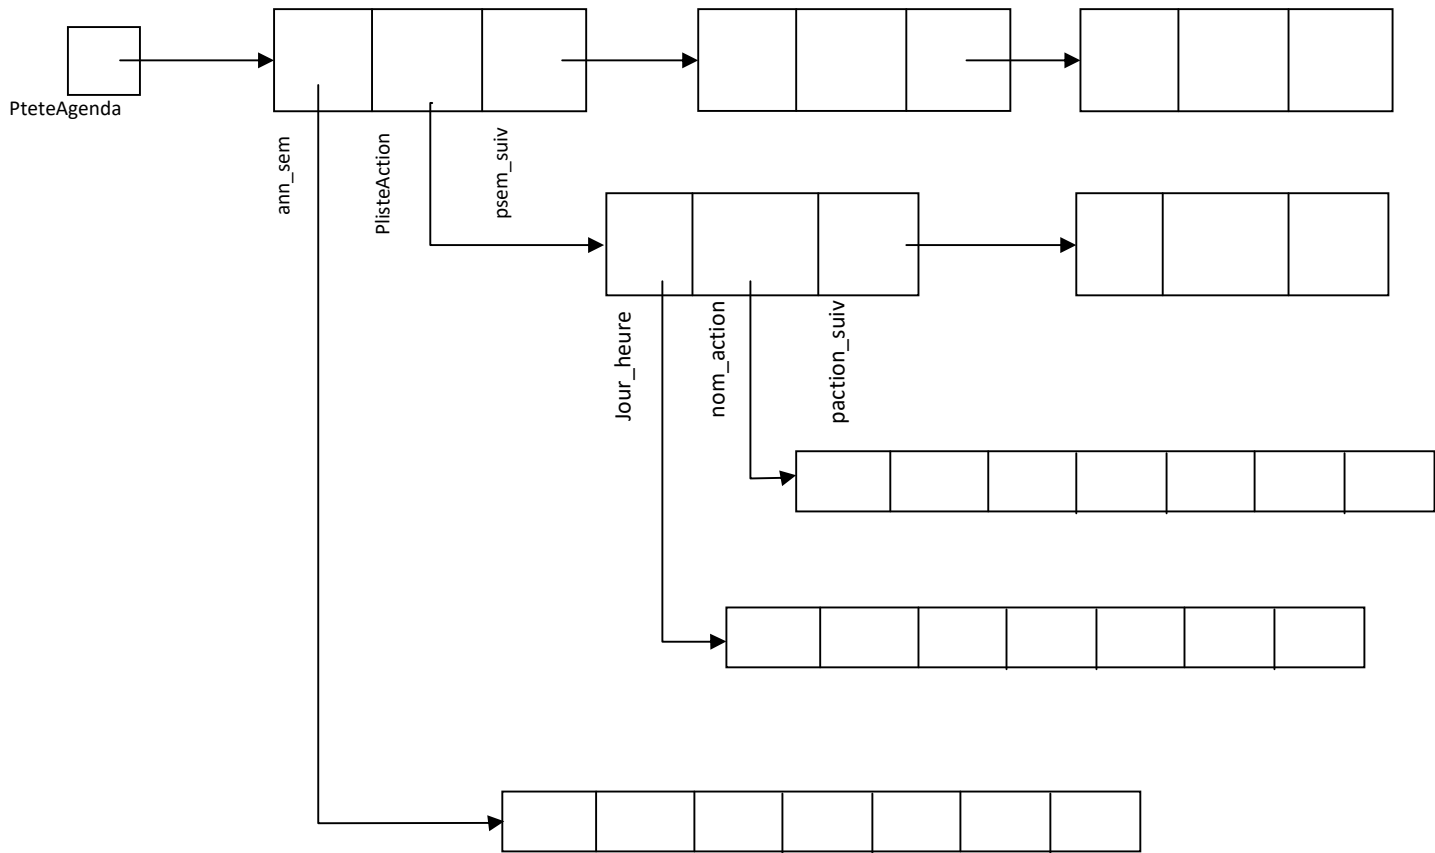 PteteAgenda
ann_sem
PlisteAction
psem_suiv
Jour_heure
nom_action
paction_suiv